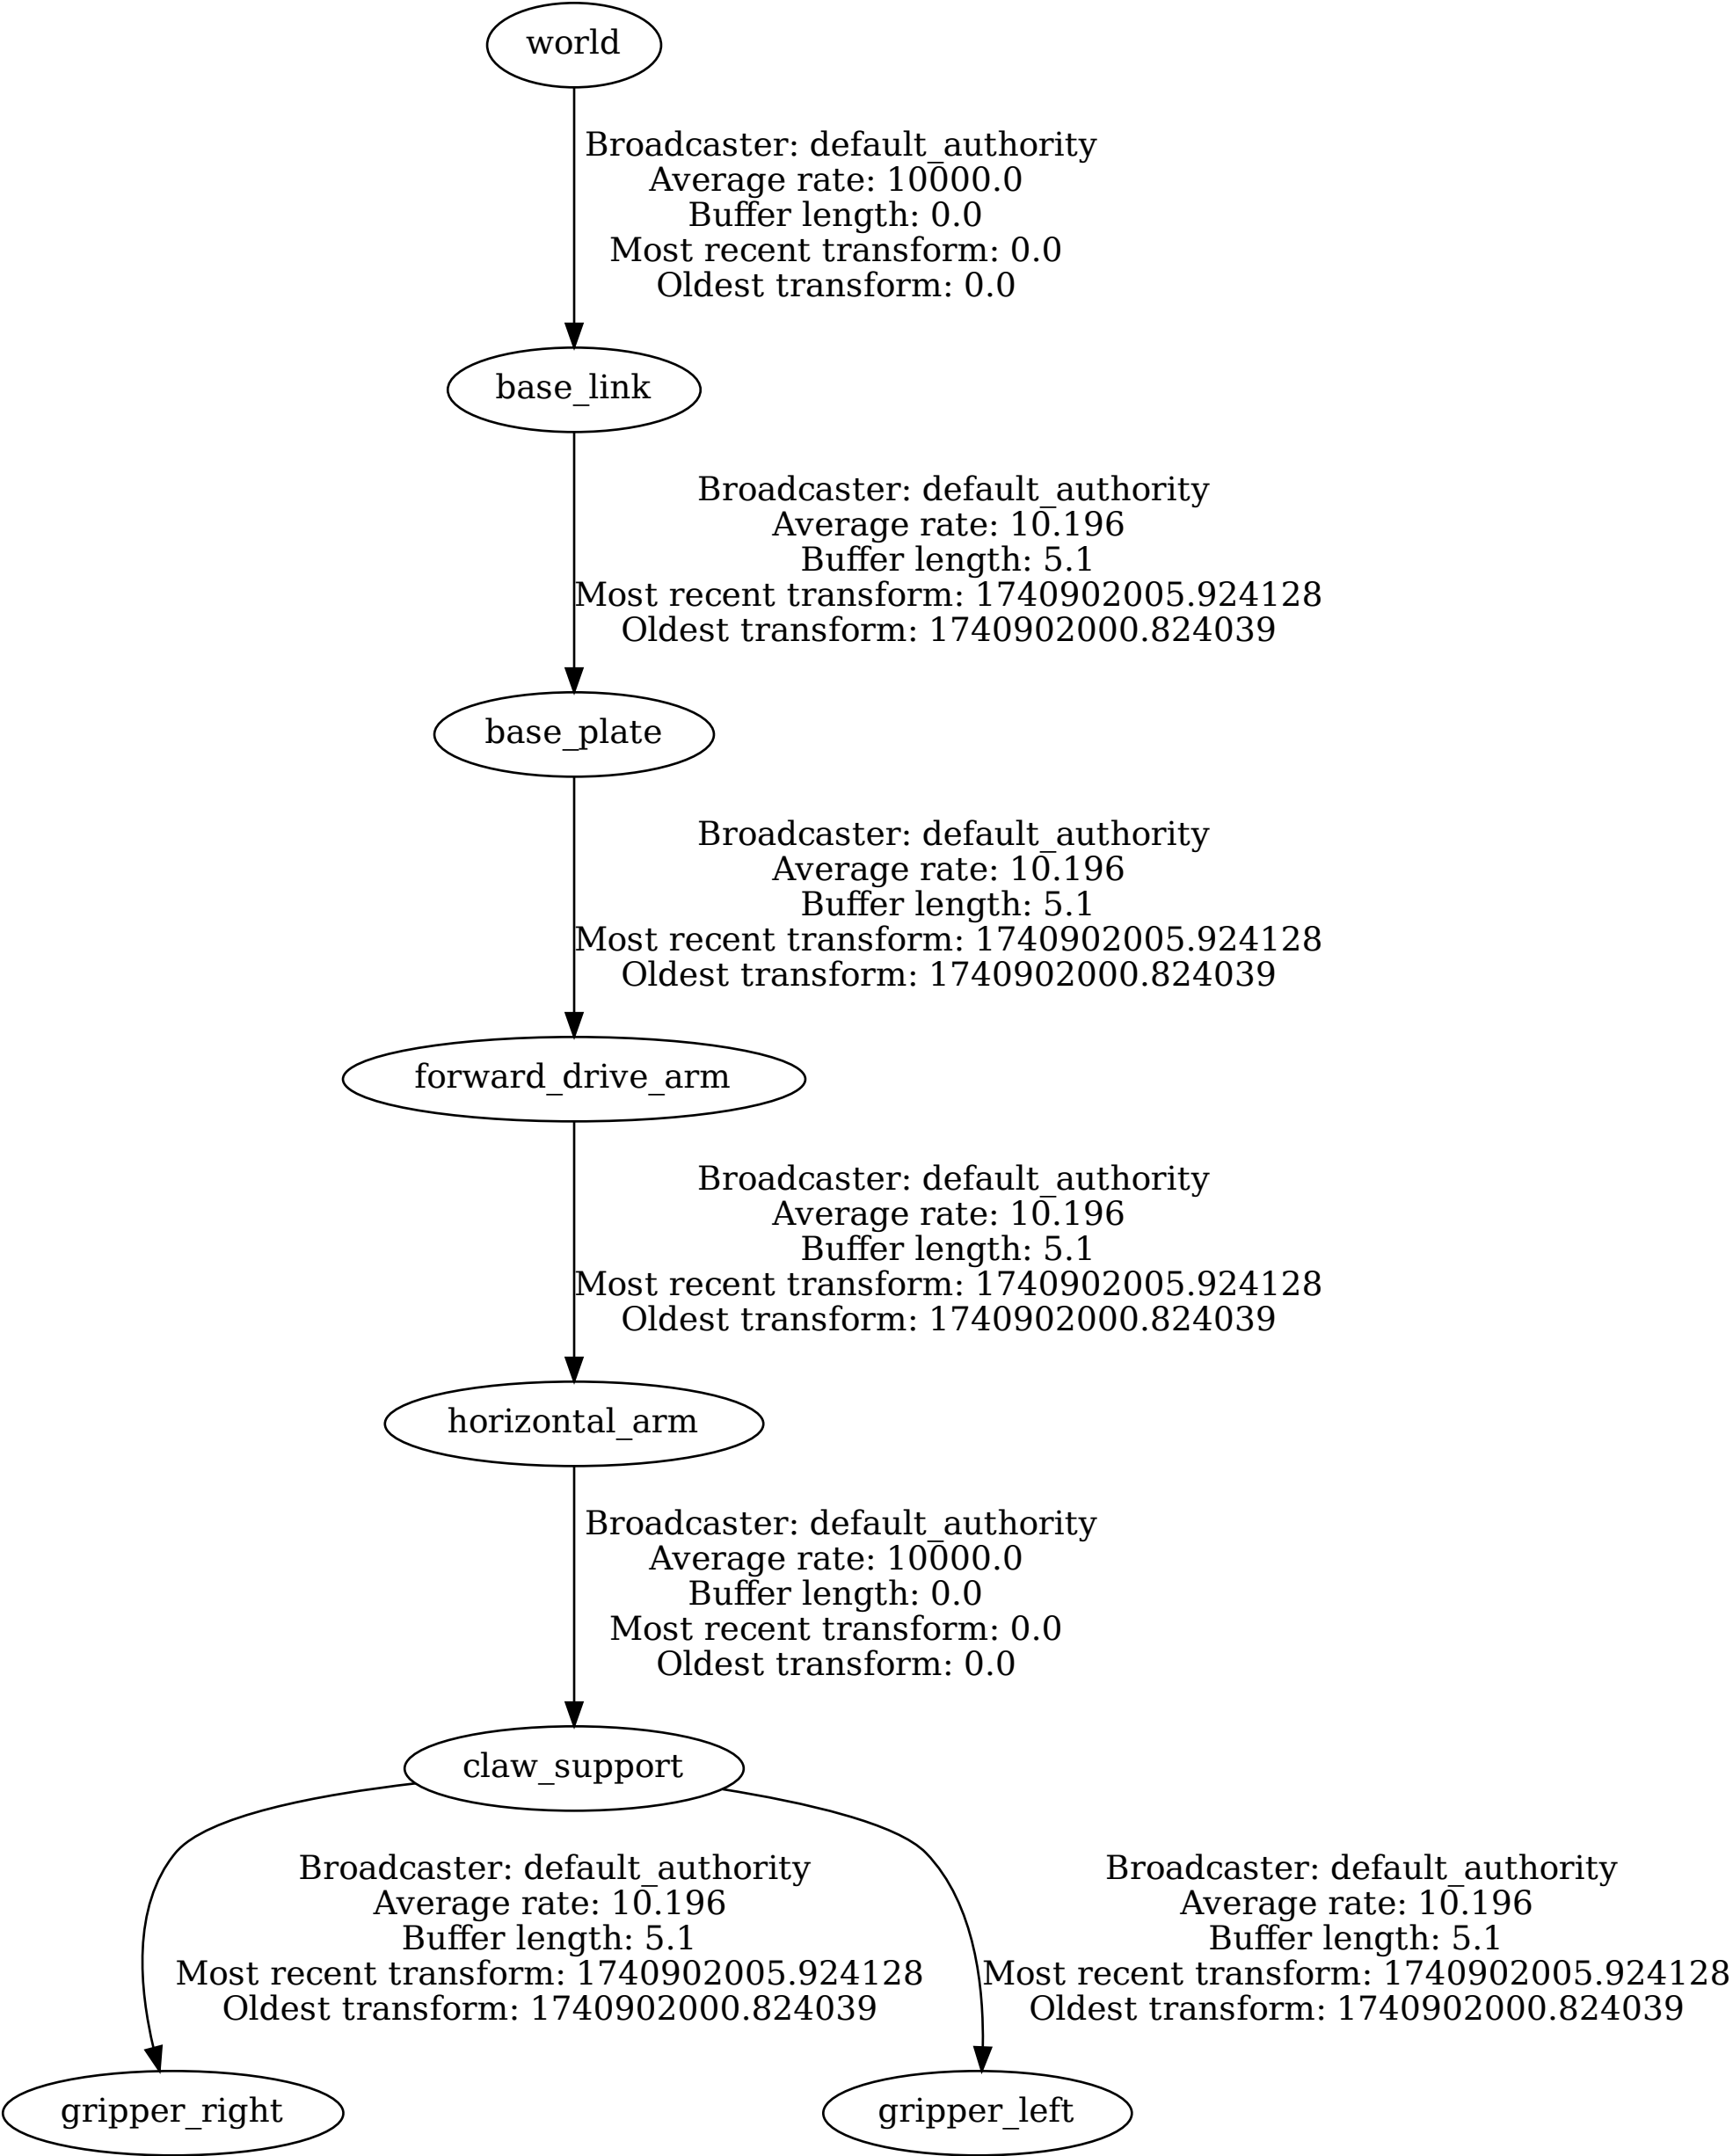 world
Broadcaster: default_authority
Average rate: 10000.0
Buffer length: 0.0
Most recent transform: 0.0
Oldest transform: 0.0
base_link
Broadcaster: default_authority
Average rate: 10.196
Buffer length: 5.1
Most recent transform: 1740902005.924128
Oldest transform: 1740902000.824039
base_plate
Broadcaster: default_authority
Average rate: 10.196
Buffer length: 5.1
Most recent transform: 1740902005.924128
Oldest transform: 1740902000.824039
forward_drive_arm
Broadcaster: default_authority
Average rate: 10.196
Buffer length: 5.1
Most recent transform: 1740902005.924128
Oldest transform: 1740902000.824039
horizontal_arm
Broadcaster: default_authority
Average rate: 10000.0
Buffer length: 0.0
Most recent transform: 0.0
Oldest transform: 0.0
claw_support
Broadcaster: default_authority
Average rate: 10.196
Buffer length: 5.1
Most recent transform: 1740902005.924128
Oldest transform: 1740902000.824039
Broadcaster: default_authority
Average rate: 10.196
Buffer length: 5.1
Most recent transform: 1740902005.924128
Oldest transform: 1740902000.824039
gripper_right
gripper_left